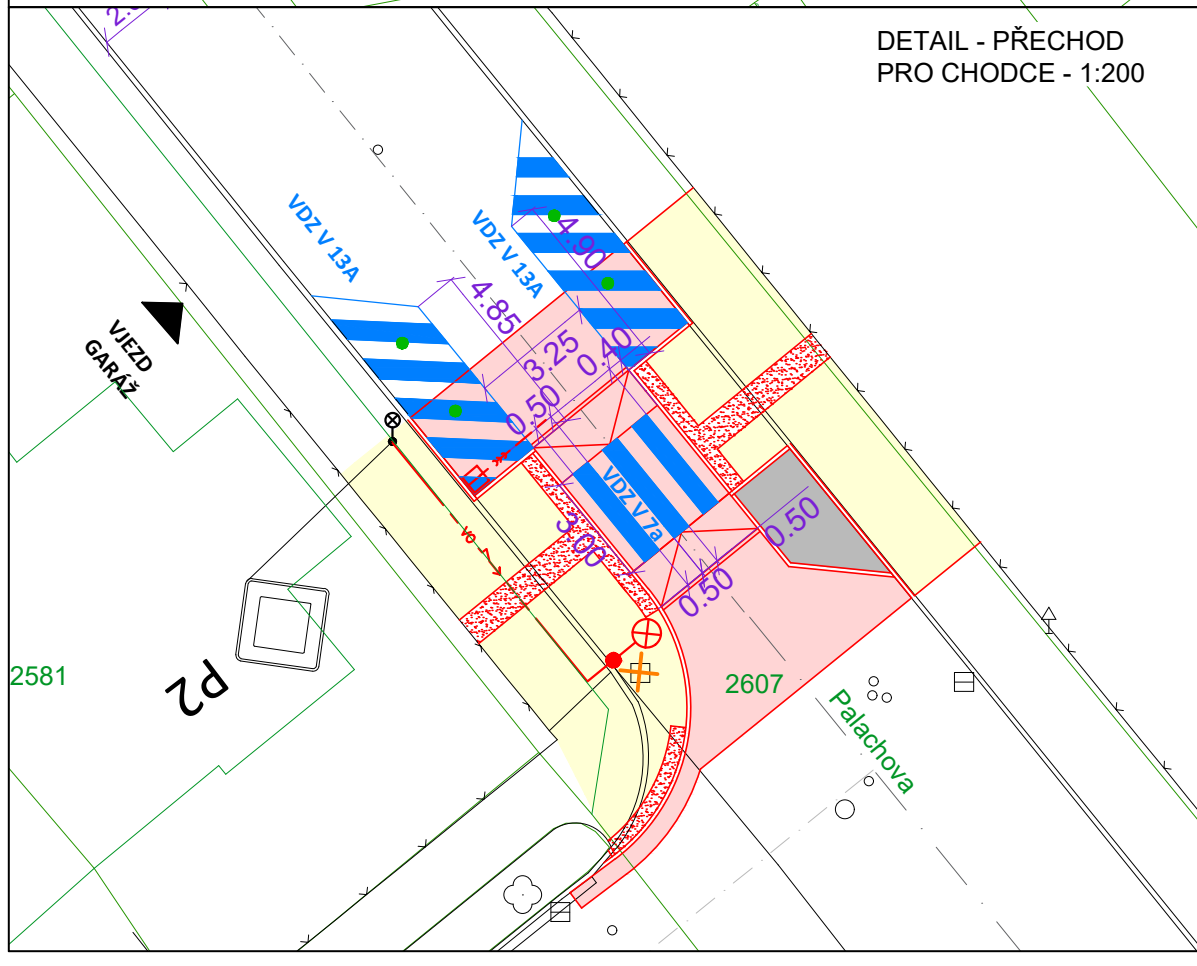 DETAIL - PŘECHOD
PRO CHODCE - 1:200
VDZ V 13A
VDZ V 13A
4.90
4.85
3.25
0.40
0.50
VJEZD
GARÁŽ
VDZ V 7a
VO
3.00
0.50
0.50
2581
P2
2607
Palachova